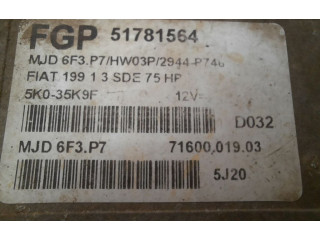 FGP 51781564
MJD 6F3.P7/HW03P/2944-P746
FIAT 199 1 3 SDE 75 HP
5K0-35K9F 12V
D032
MJD 6F3.P7 71600.019.03
5J20